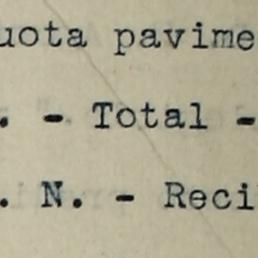 uota pavime
. - Total -
. N. - Reci